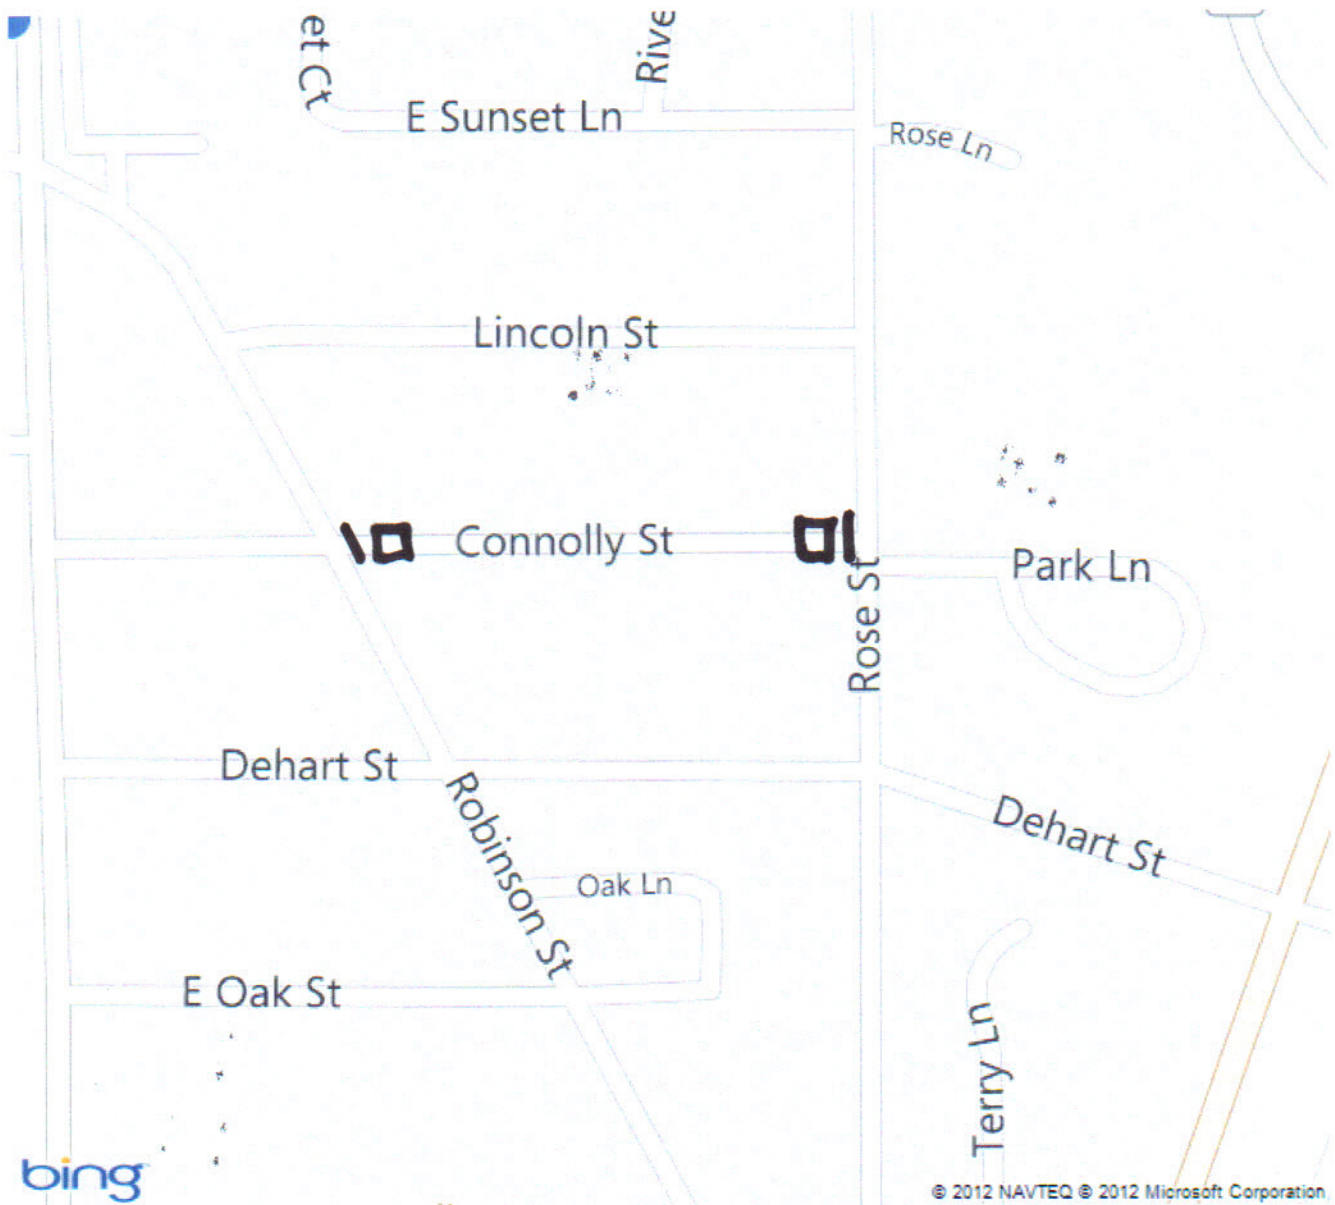 et Ct
Rive
E Sunset Ln
Rose Ln
Lincoln St
Connolly St
Park Ln
Rose St
Dehart St
Robinson St
Dehart St
Oak Ln
E Oak St
Terry Ln
bing
© 2012 NAVTEQ © 2012 Microsoft Corporation